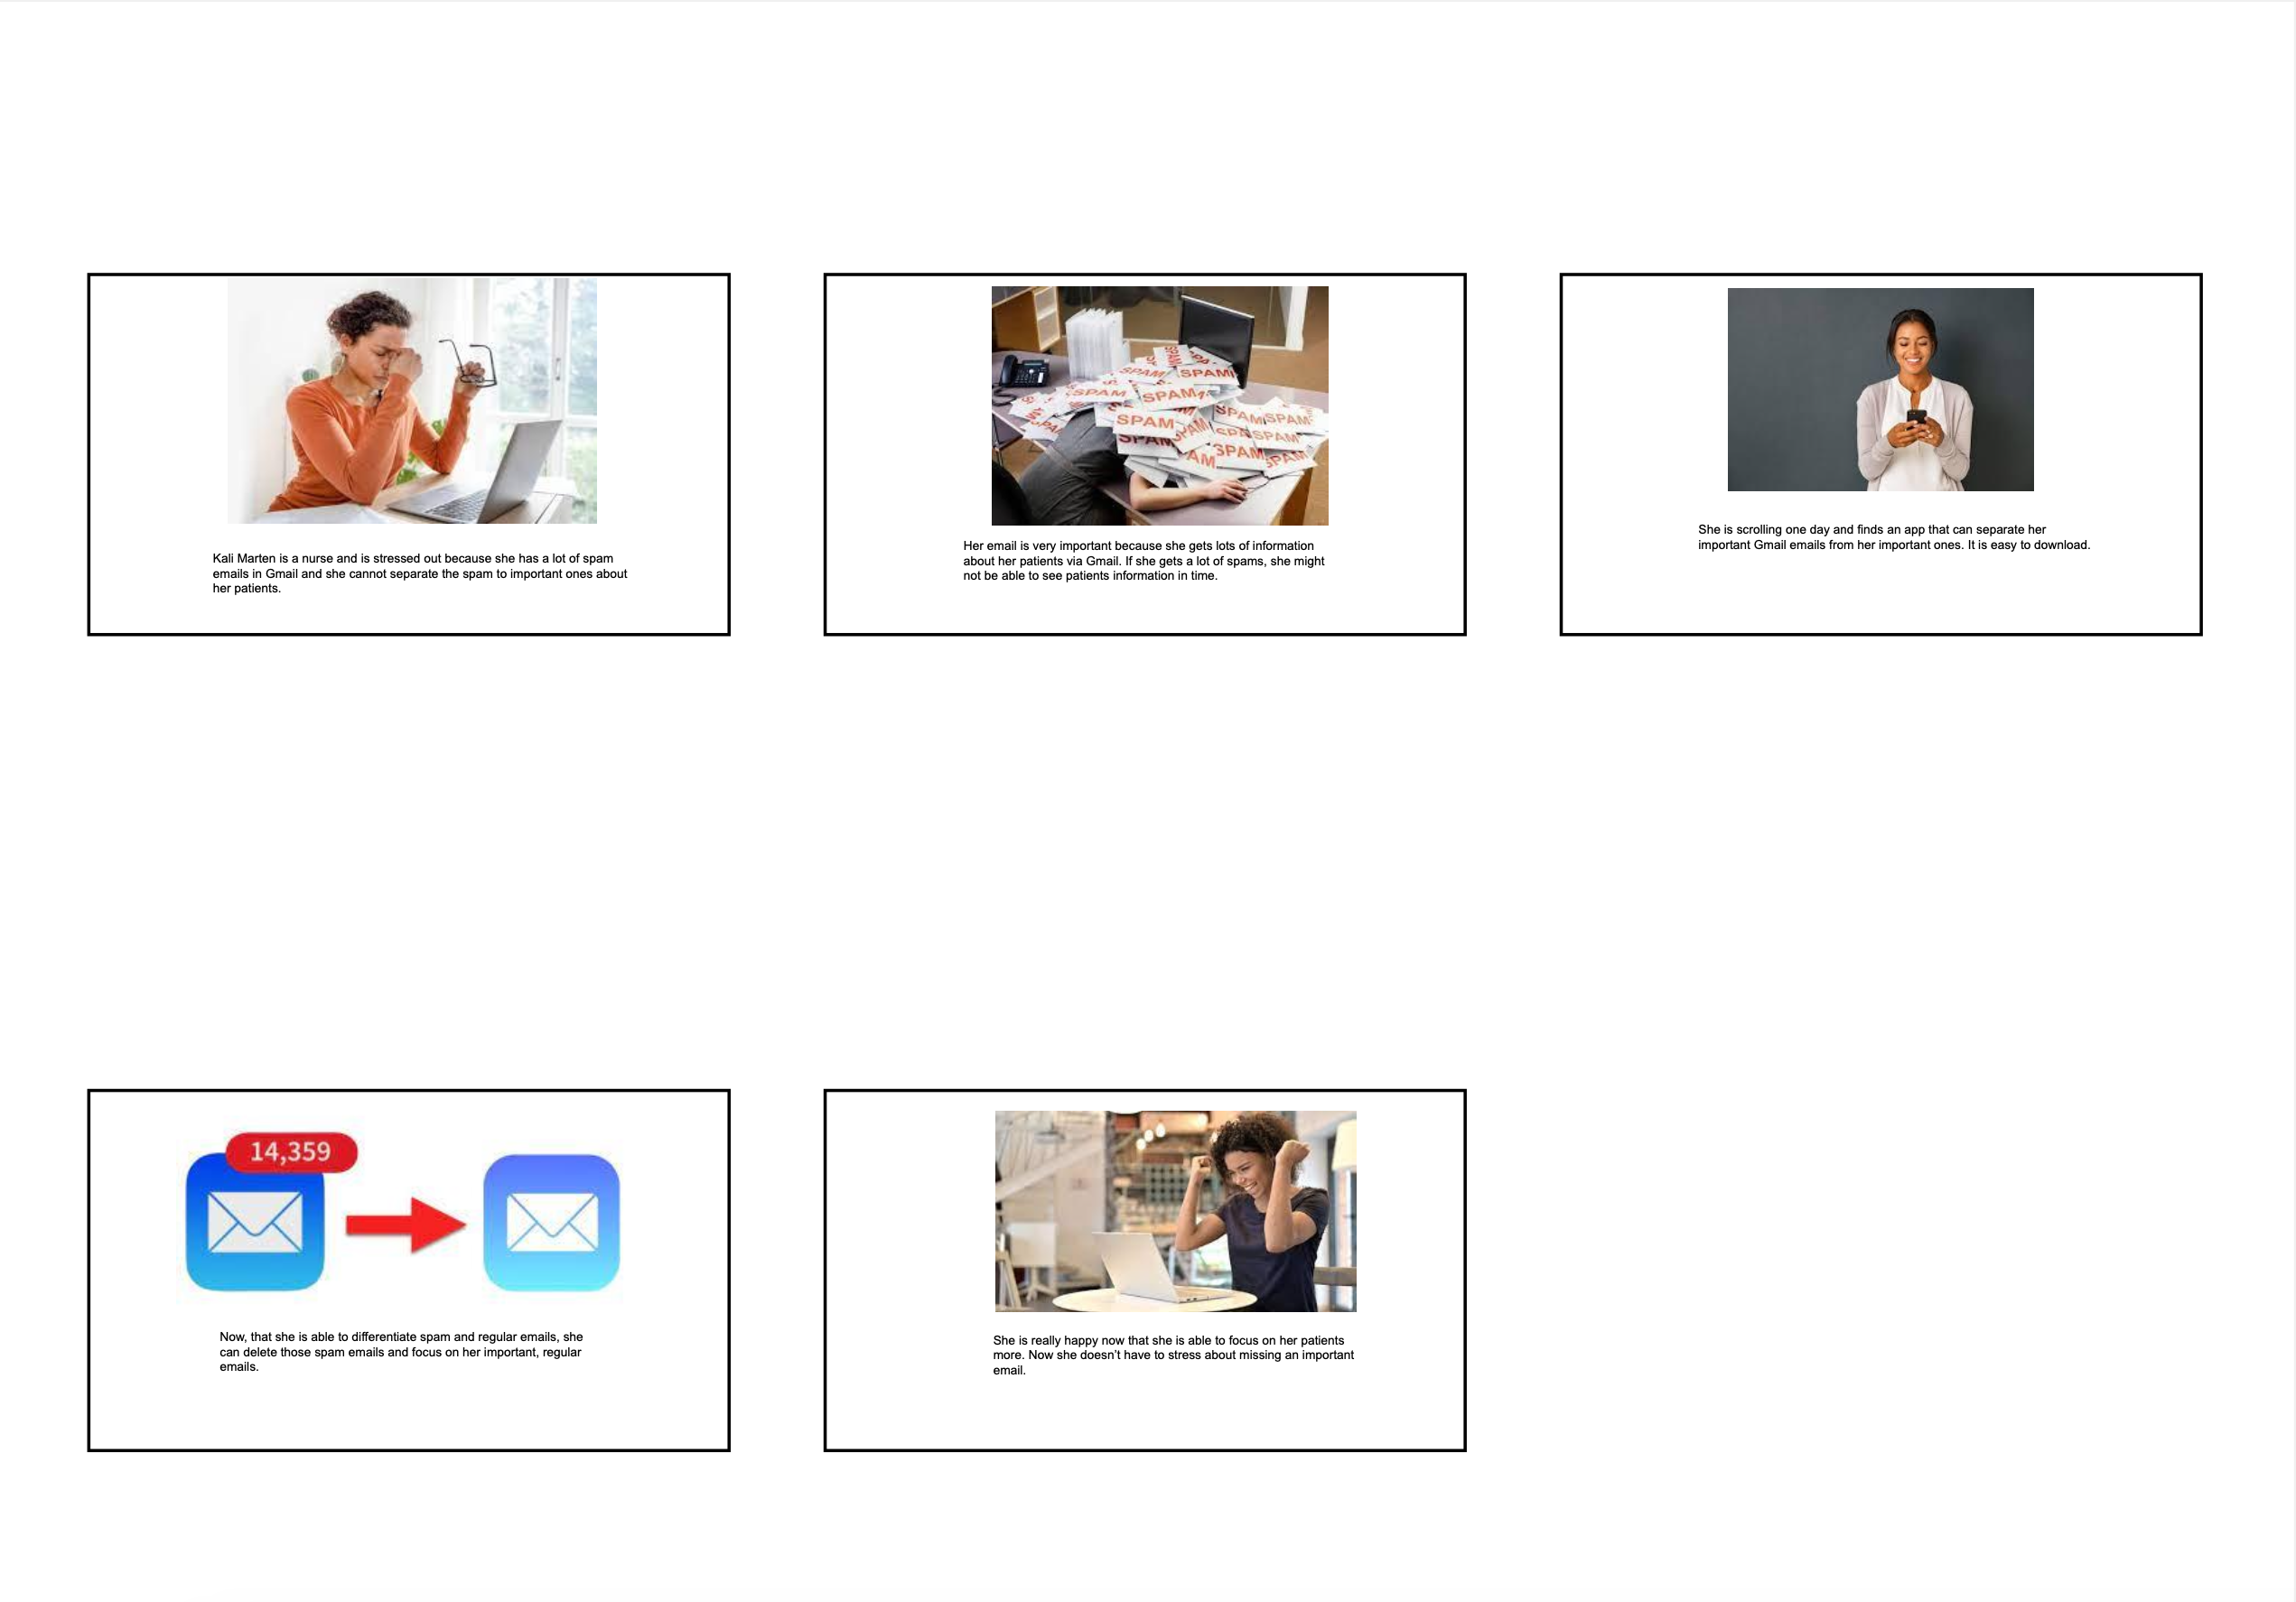 Kali Marten is a nurse and is stressed out because she has a lot of spam
emails in Gmail and she cannot separate the spam to important ones about
her patients.
SPAM
SPAM
SPAM
SPAM
SPAM
SPAM
SPAM
SPAM
SPAM
SPAM
SPAM
Her email is very important because she gets lots of information
about her patients via Gmail. If she gets a lot of spams, she might
not be able to see patients information in time.
She is scrolling one day and finds an app that can separate her
important Gmail emails from her important ones. It is easy to download.
14,359
Now, that she is able to differentiate spam and regular emails, she
can delete those spam emails and focus on her important, regular
emails.
She is really happy now that she is able to focus on her patients
more. Now she doesn't have to stress about missing an important
email.